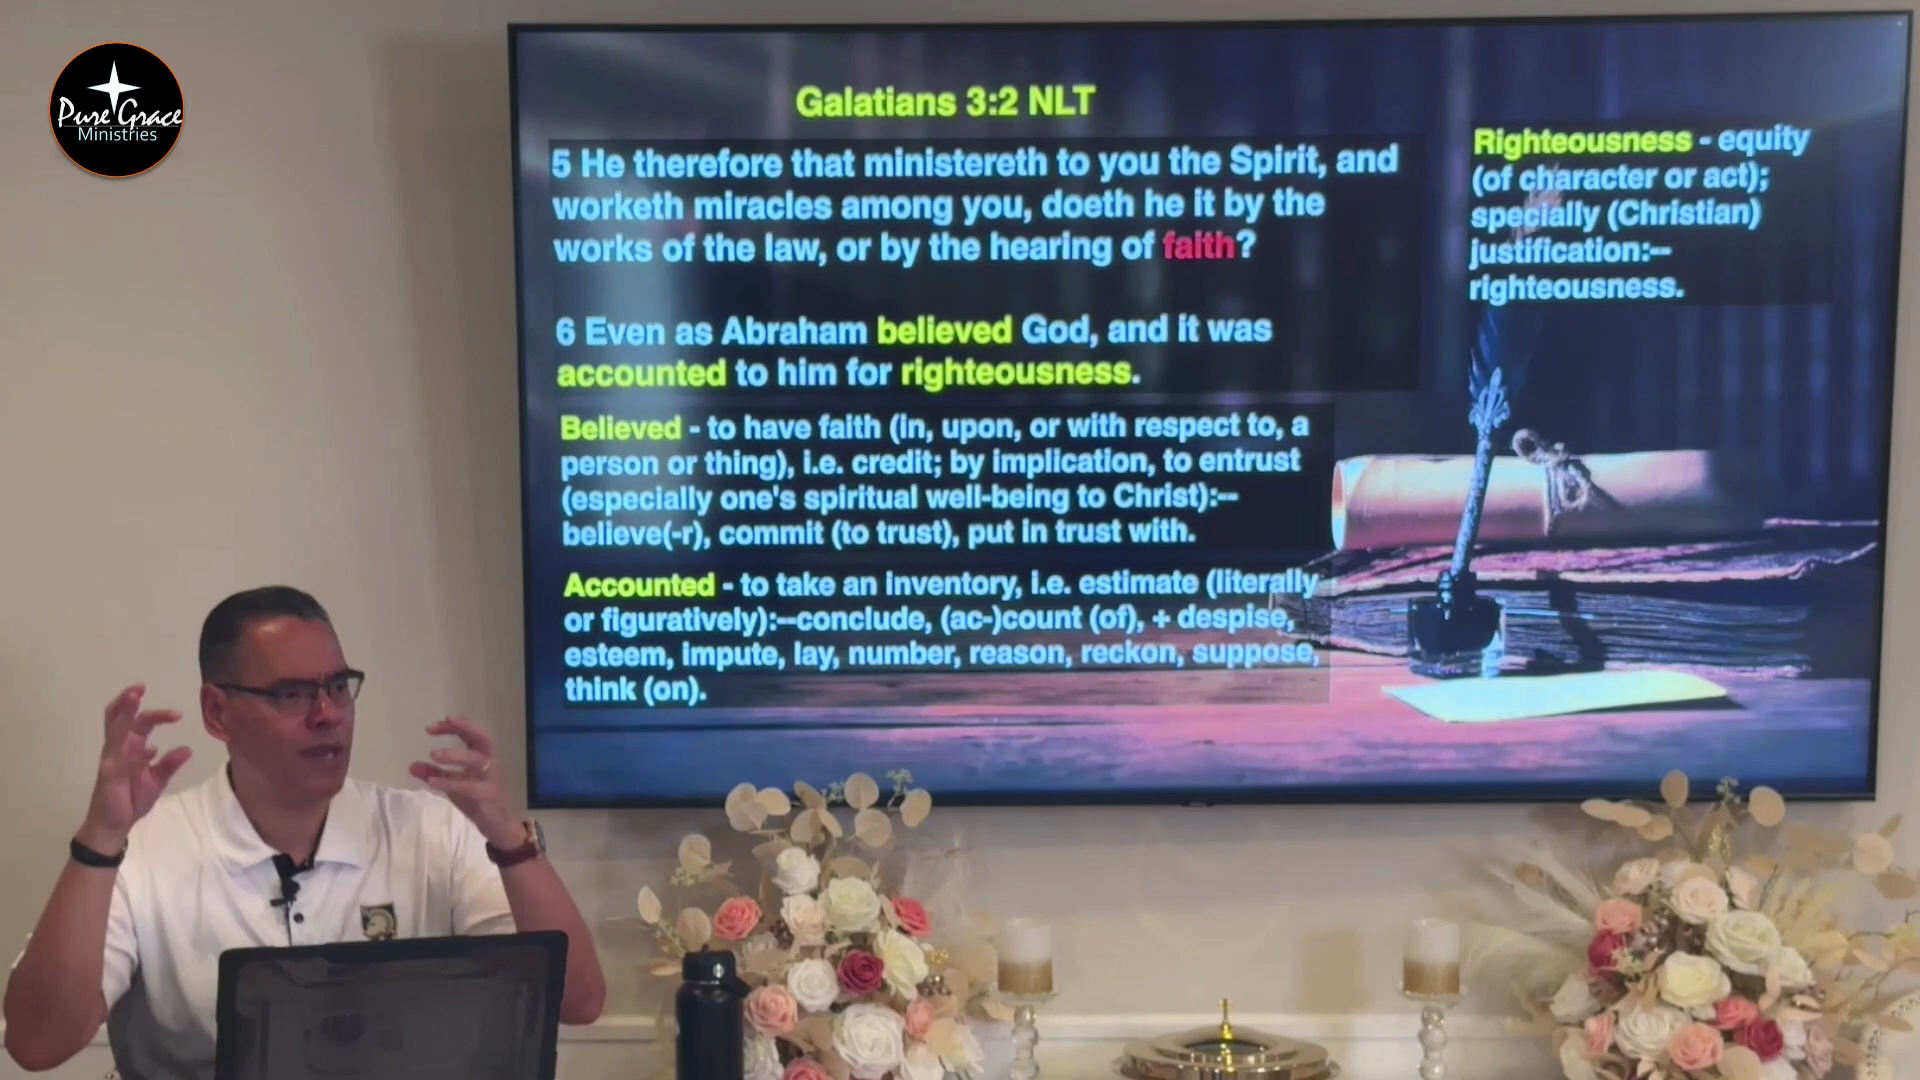 Pure Grace
Ministries
Galatians 3:2 NLT
5 He therefore that ministereth to you the Spirit, and
worketh miracles among you, doeth he it by the
works of the law, or by the hearing of faith?
6 Even as Abraham believed God, and it was
accounted to him for righteousness.
Believed - to have faith (in, upon, or with respect to, a
person or thing), i.e. credit; by implication, to entrust
(especially one's spiritual well-being to Christ):--
believe(-r), commit (to trust), put in trust with.
Accounted - to take an inventory, i.e. estimate (literally
or figuratively):--conclude, (ac-)count (of), + despise,
esteem, impute, lay, number, reason, reckon, suppose,
think (on).
Righteousness - equity
(of character or act);
specially (Christian)
justification:--
righteousness.